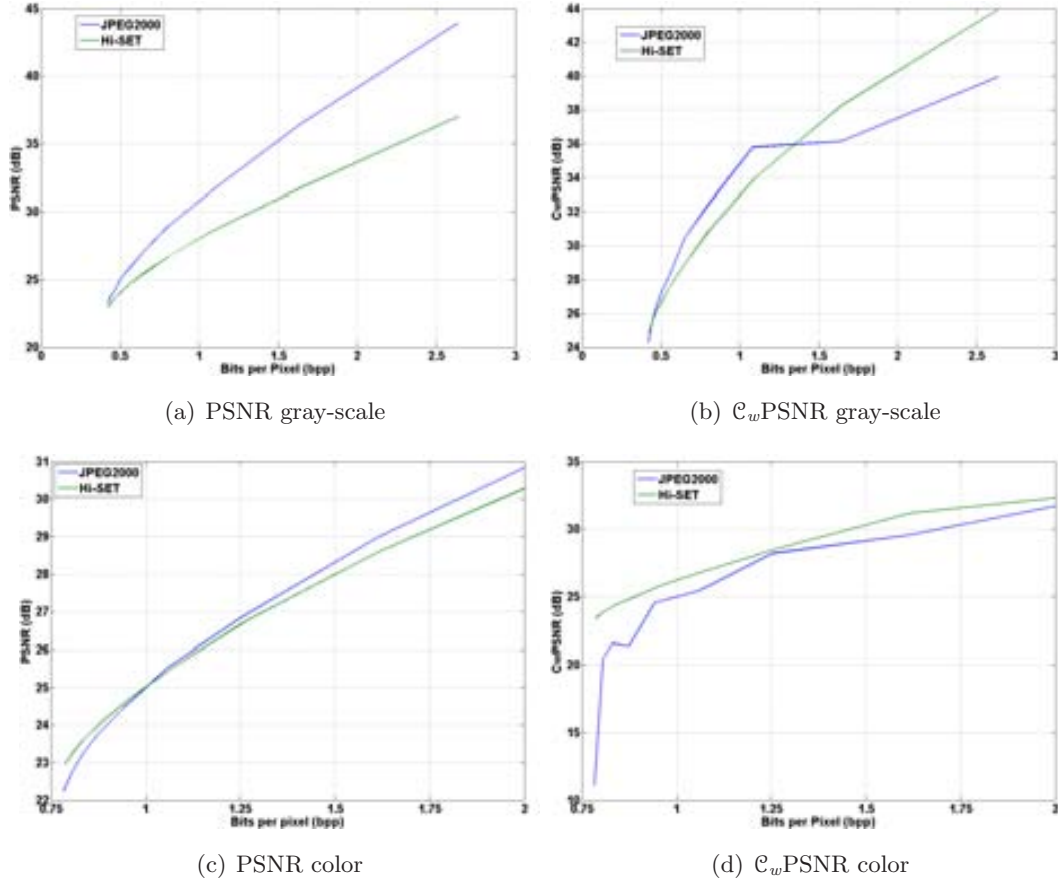 45
40
35
30
25
20
PSNR (dB)
JPEG2000
Hi-SET
0 0.5 1 1.5 2 2.5 3
Bits per Pixel (bpp)
(a) PSNR gray-scale
44
42
40
38
36
34
32
30
28
26
24
CwPSNR (dB)
JPEG2000
Hi-SET
0 0.5 1 1.5 2 2.5 3
Bits per Pixel (bpp)
(b) 𝒞wPSNR gray-scale
31
30
29
28
27
26
25
24
23
22
PSNR (dB)
JPEG2000
Hi-SET
0.75 1 1.25 1.5 1.75 2
Bits per pixel (bpp)
(c) PSNR color
35
30
25
20
15
10
CwPSNR (dB)
JPEG2000
Hi-SET
0.75 1 1.25 1.5 1.75 2
Bits per Pixel (bpp)
(d) 𝒞wPSNR color